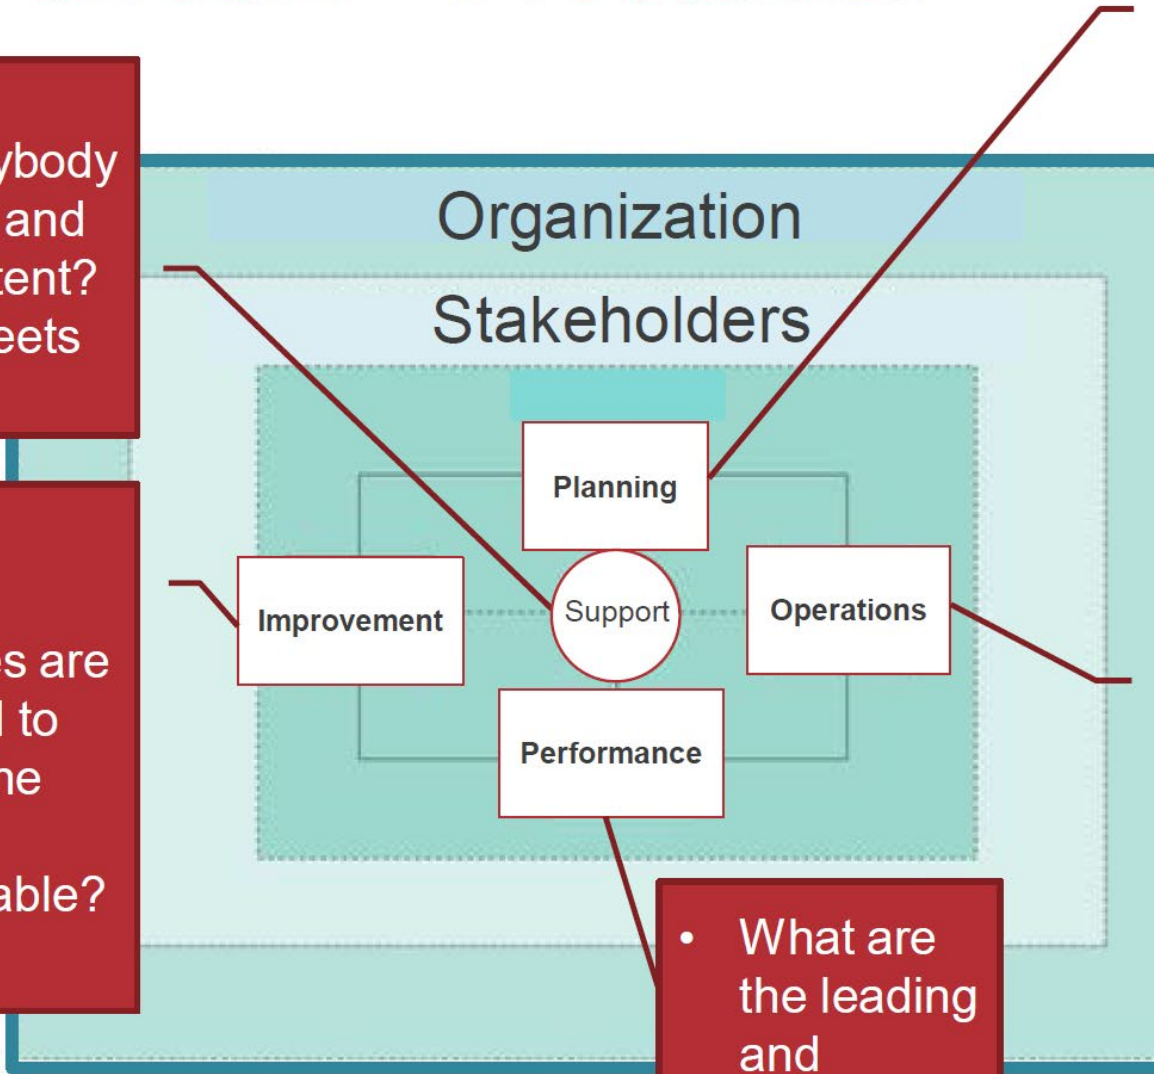 ybody
and
tent?
eets
Organization
Stakeholders
Planning
Improvement
Support
Operations
Performance
es are
to
ne
able?
• What are
the leading
and